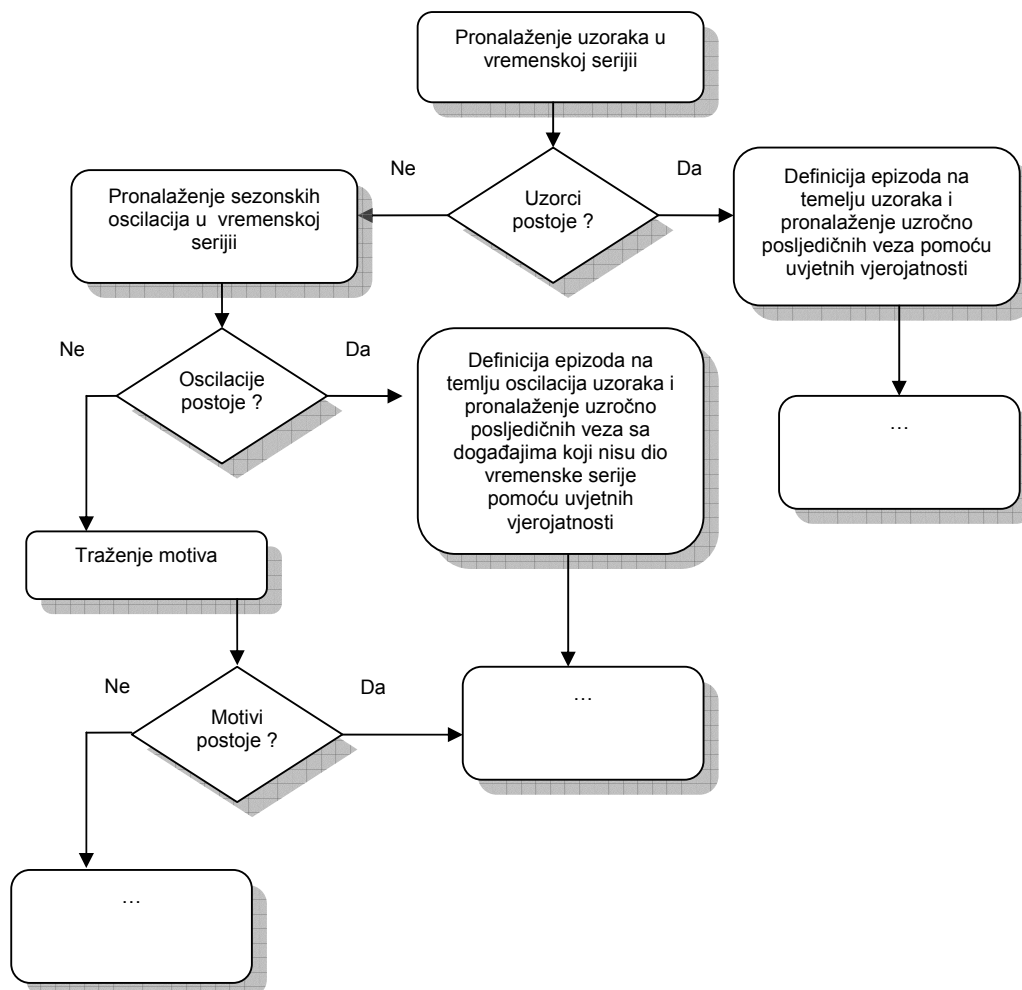 Pronalaženje uzoraka u
vremenskoj serijii
Ne
Da
Uzorci
postoje ?
Pronalaženje sezonskih
oscilacija u vremenskoj
serijii
Definicija epizoda na
temelju uzoraka i
pronalaženje uzročno
posljedičnih veza pomoću
uvjetnih vjerojatnosti
Ne
Da
Oscilacije
postoje ?
Definicija epizoda na
temlju oscilacija uzoraka i
pronalaženje uzročno
posljedičnih veza sa
događajima koji nisu dio
vremenske serije
pomoću uvjetnih
vjerojatnosti
…
Traženje motiva
Ne
Da
Motivi
postoje ?
…
…